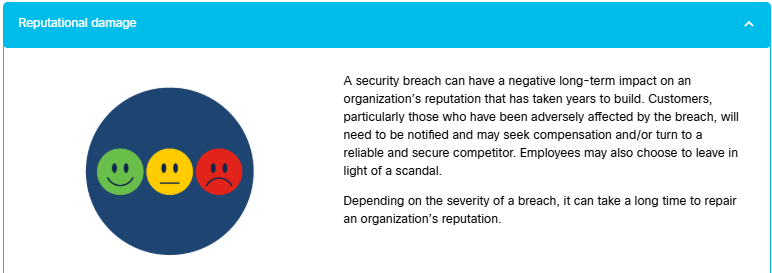 Reputational damage
A security breach can have a negative long-term impact on an
organization's reputation that has taken years to build. Customers,
particularly those who have been adversely affected by the breach, will
need to be notified and may seek compensation and/or turn to a
reliable and secure competitor. Employees may also choose to leave in
light of a scandal.
Depending on the severity of a breach, it can take a long time to repair
an organization's reputation.